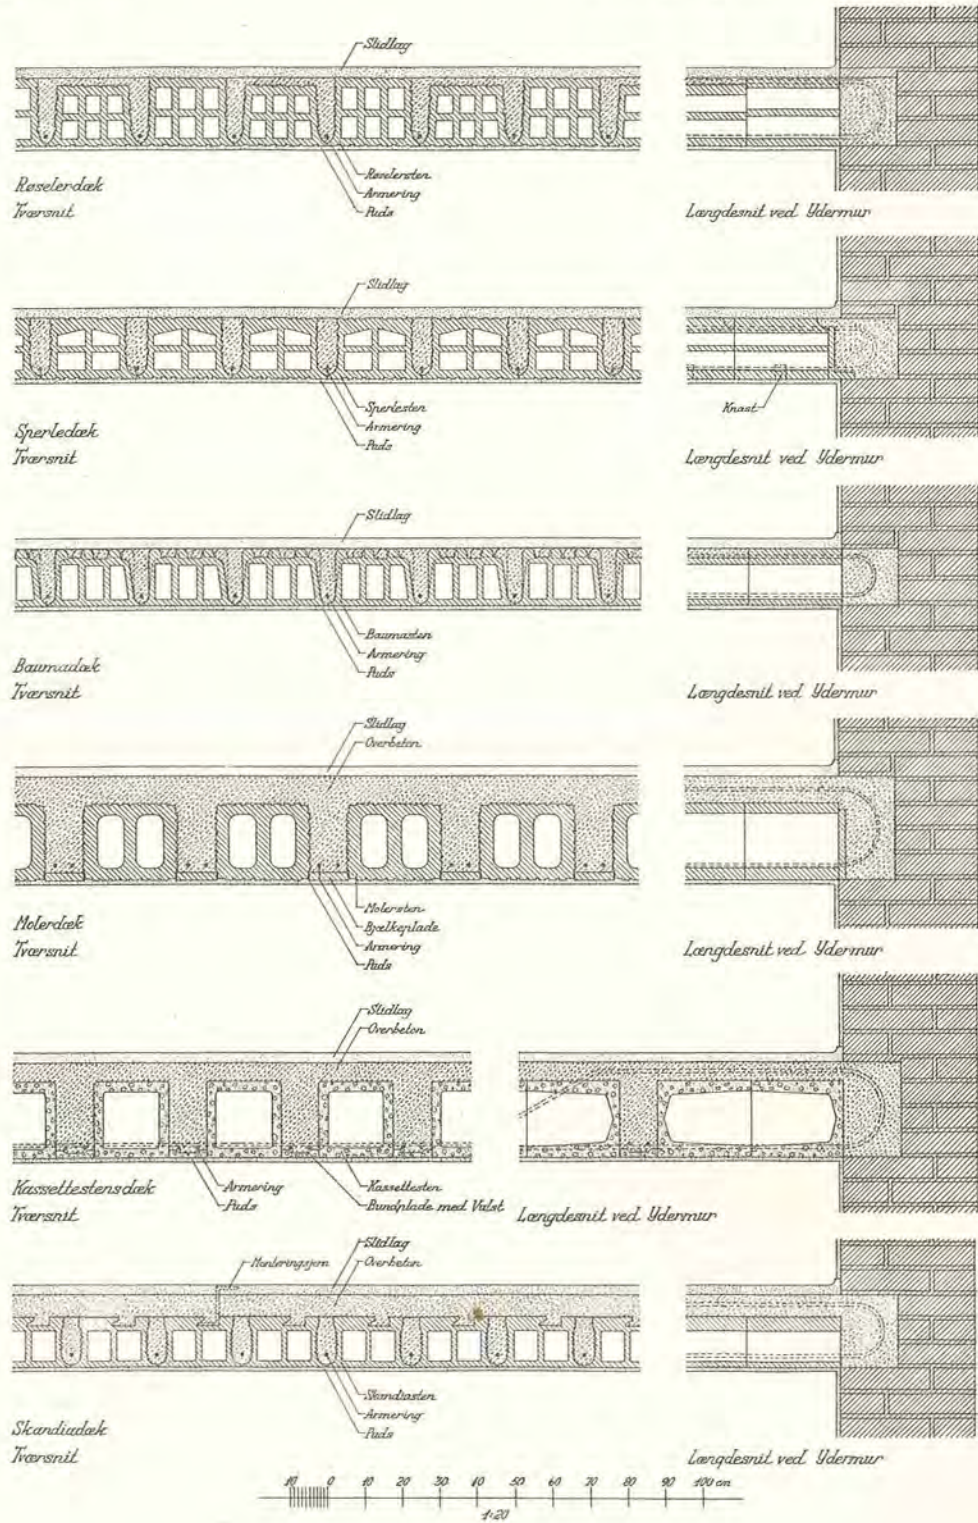 Slidlag
Røselersten
Armering
Puds
Røselerdæk
Tværsnit
Længdesnit ved Ydermur
Slidlag
Sperlesten
Armering
Puds
Knast
Sperledæk
Tværsnit
Længdesnit ved Ydermur
Slidlag
Baumasten
Armering
Puds
Baumadæk
Tværsnit
Længdesnit ved Ydermur
Slidlag
Overbeton
Molersten
Bjælkeplade
Armering
Puds
Molerdæk
Tværsnit
Længdesnit ved Ydermur
Slidlag
Overbeton
Armering
Puds
Kassettesten
Bundplade med Vulst
Kassettestensdæk
Tværsnit
Længdesnit ved Ydermur
Slidlag
Monteringsjern
Overbeton
Skandiasten
Armering
Puds
Skandiadæk
Tværsnit
Længdesnit ved Ydermur
10 0 10 20 30 40 50 60 70 80 90 100 cm
1:20